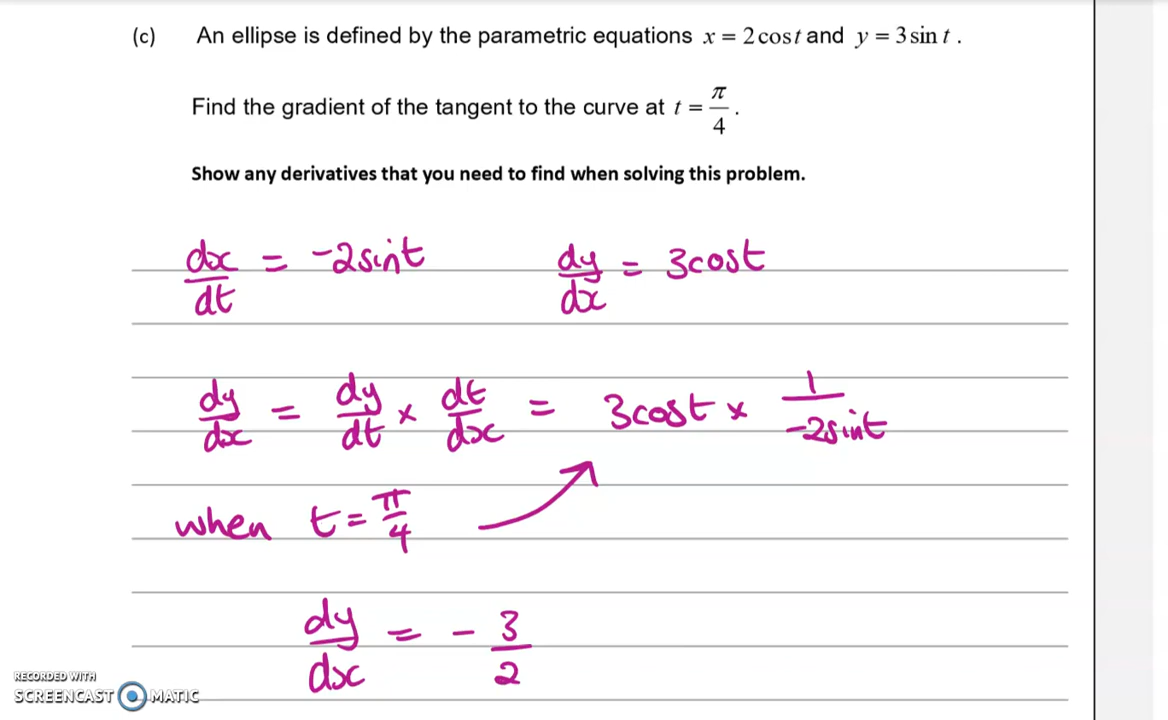 (c) An ellipse is defined by the parametric equations x = 2cos t and y = 3sin t .
Find the gradient of the tangent to the curve at t = π/4 .
Show any derivatives that you need to find when solving this problem.
dx/dt = -2sint dy/dx = 3cost
dy/dx = dy/dt × dt/dx = 3cost × 1/-2sint
when t = π/4
dy/dx = - 3/2
RECORDED WITH
SCREENCAST MATIC